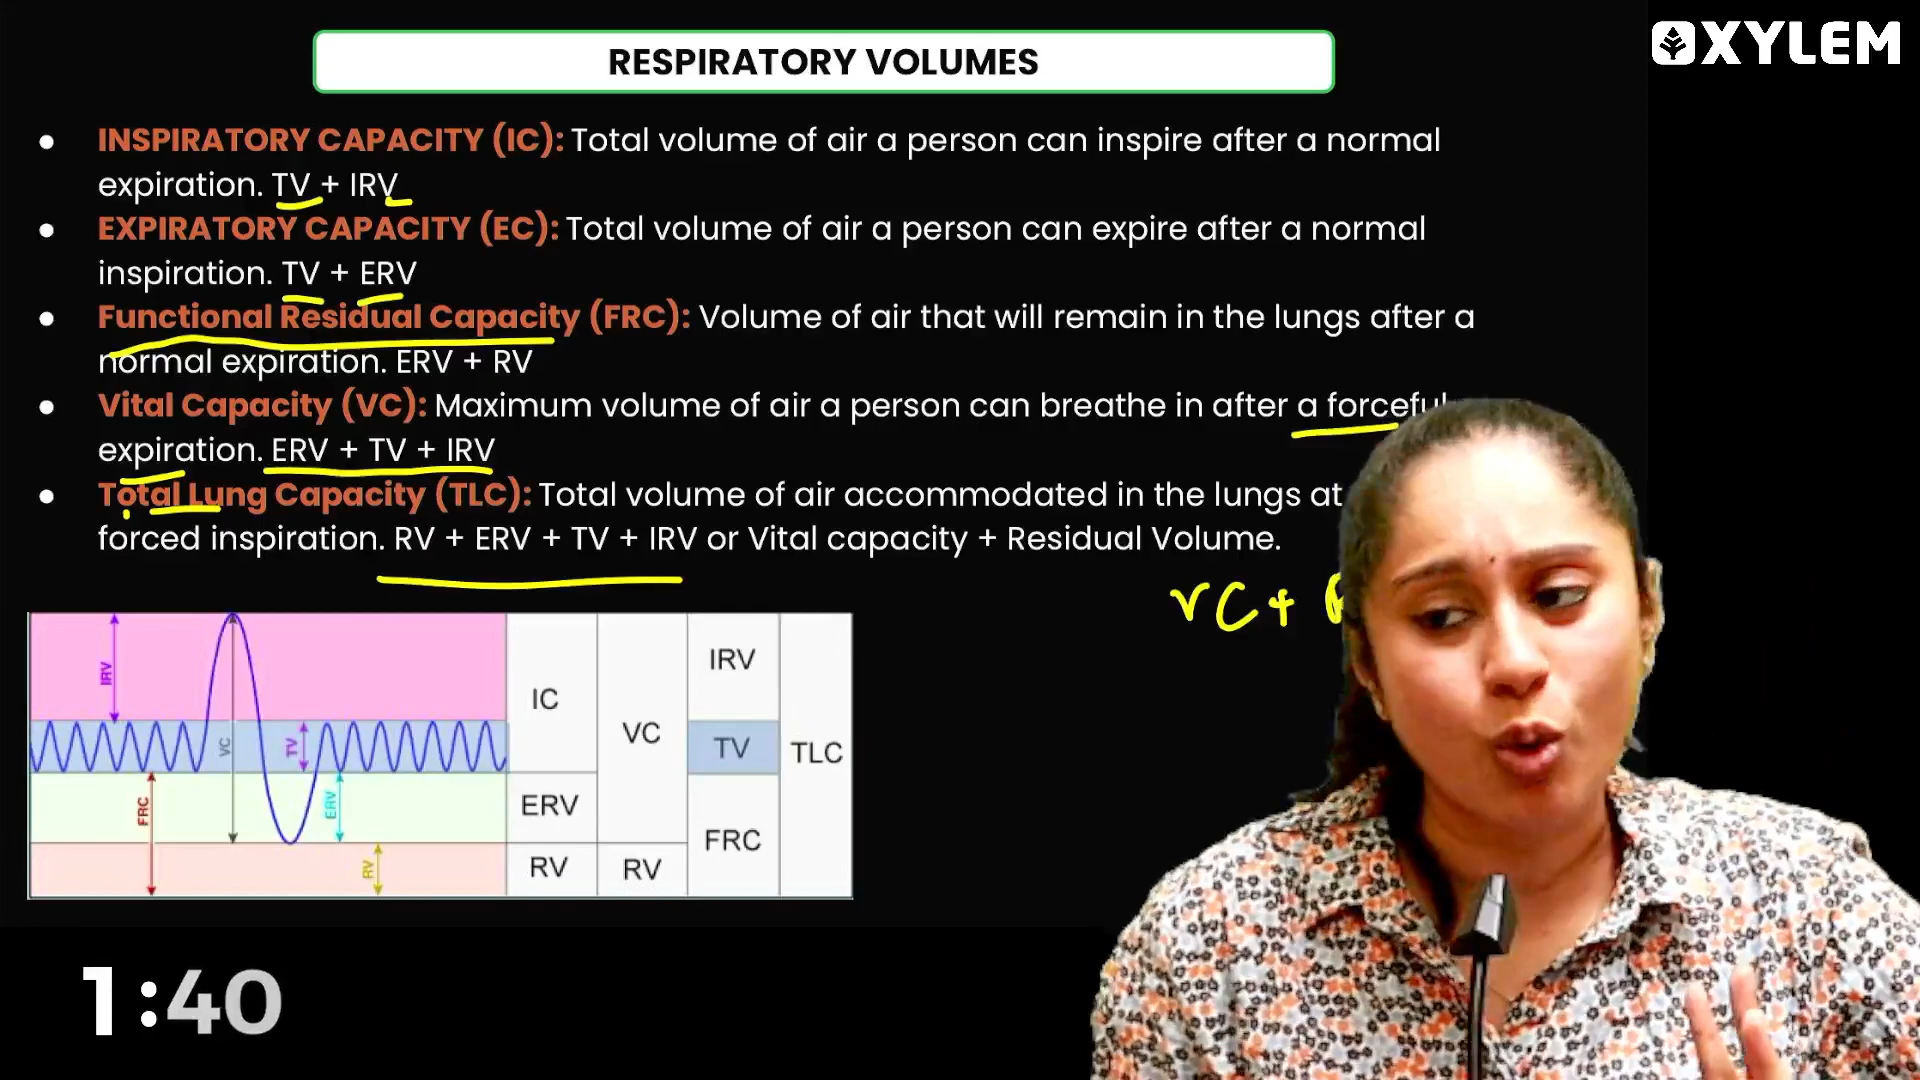 XYLEM
RESPIRATORY VOLUMES
INSPIRATORY CAPACITY (IC): Total volume of air a person can inspire after a normal
expiration. TV + IRV
EXPIRATORY CAPACITY (EC): Total volume of air a person can expire after a normal
inspiration. TV + ERV
Functional Residual Capacity (FRC): Volume of air that will remain in the lungs after a
normal expiration. ERV + RV
Vital Capacity (VC): Maximum volume of air a person can breathe in after a forceful
expiration. ERV + TV + IRV
Total Lung Capacity (TLC): Total volume of air accommodated in the lungs at
forced inspiration. RV + ERV + TV + IRV or Vital capacity + Residual Volume.
VC +
IRV
VC
TV
FRC
ERV
RV
IC
ERV
RV
VC
RV
IRV
TV
FRC
TLC
1:40